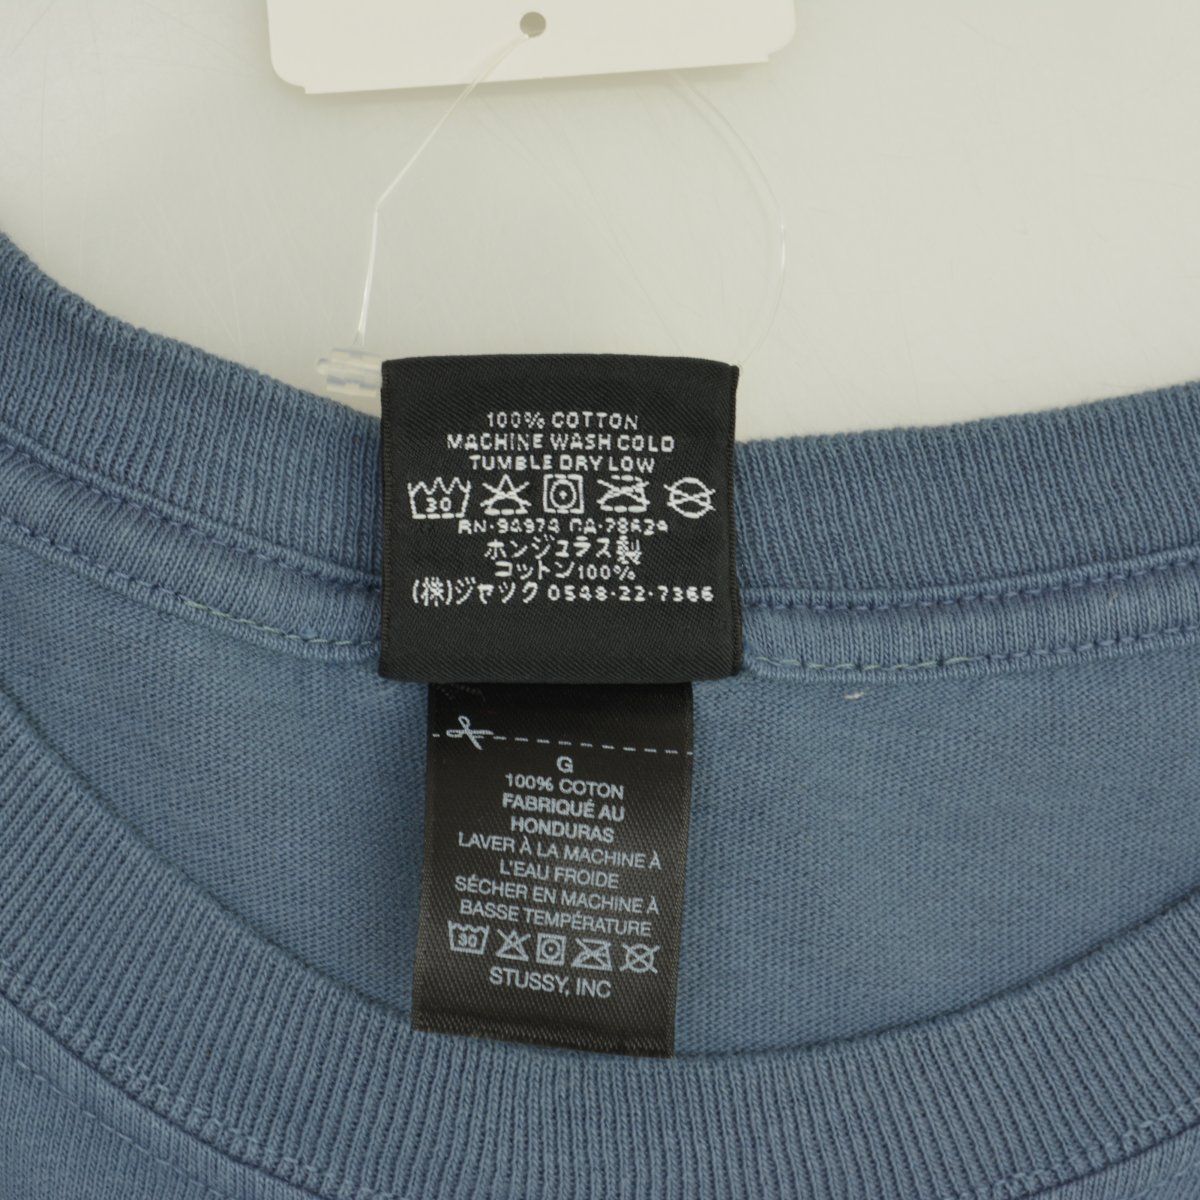 100% COTTON
MACHINE WASH COLD
TUMBLE DRY LOW
30
RN-94974 CA-78629
ホンジュラス製
コットン100%
(株)ジャック 0548-22-7366
G
100% COTON
FABRIQUÉ AU
HONDURAS
LAVER À LA MACHINE À
L'EAU FROIDE
SÉCHER EN MACHINE À
BASSE TEMPÉRATURE
30
STUSSY, INC